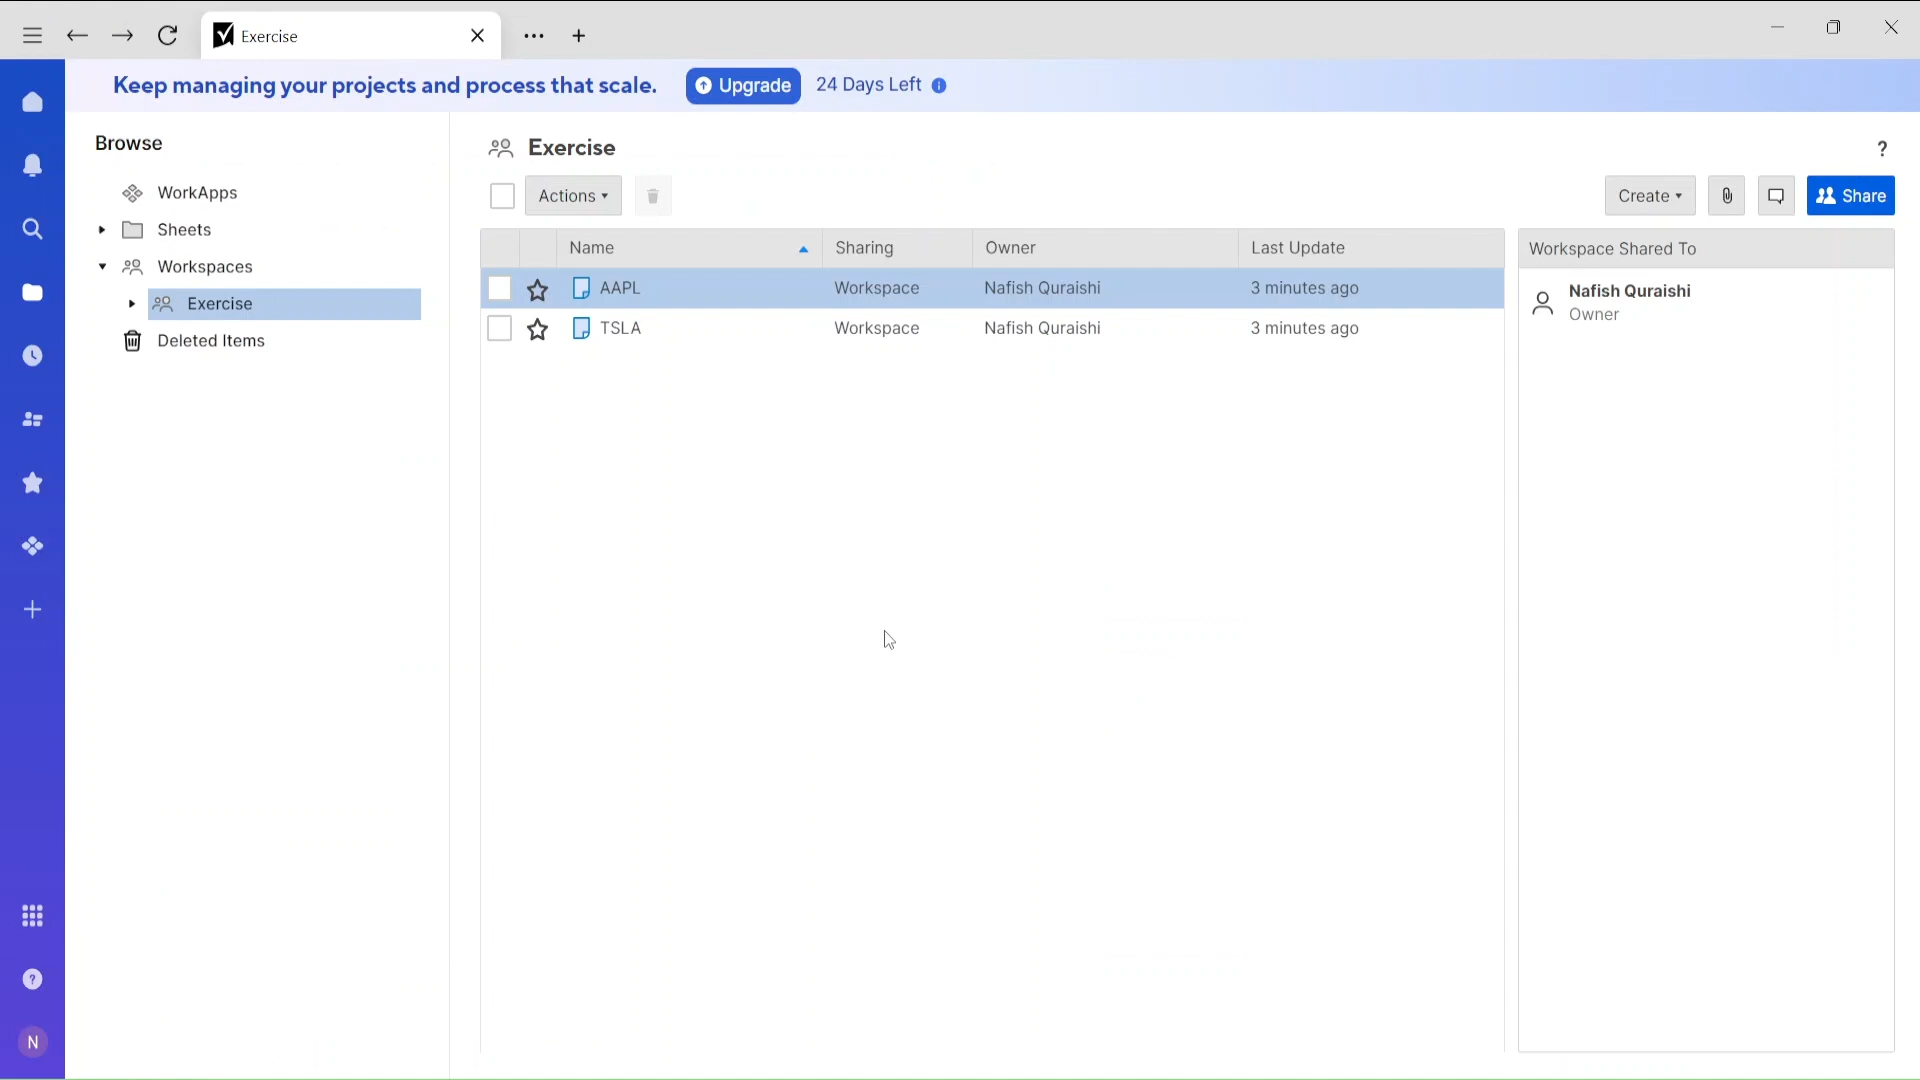 Exercise
Keep managing your projects and process that scale. Upgrade 24 Days Left
Browse
WorkApps
Sheets
Workspaces
Exercise
Deleted Items
Exercise
?
Actions
Create
Share
Name Sharing Owner Last Update
AAPL Workspace Nafish Quraishi 3 minutes ago
TSLA Workspace Nafish Quraishi 3 minutes ago
Workspace Shared To
Nafish Quraishi
Owner
?
N